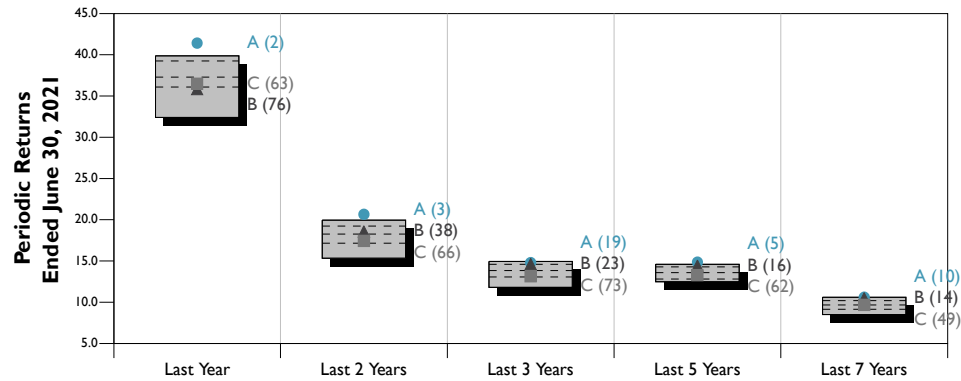 Periodic Returns
Ended June 30, 2021
45.0
40.0
35.0
30.0
25.0
20.0
15.0
10.0
5.0
A (2)
C (63)
B (76)
A (3)
B (38)
C (66)
A (19)
B (23)
C (73)
A (5)
B (16)
C (62)
A (10)
B (14)
C (49)
Last Year
Last 2 Years
Last 3 Years
Last 5 Years
Last 7 Years